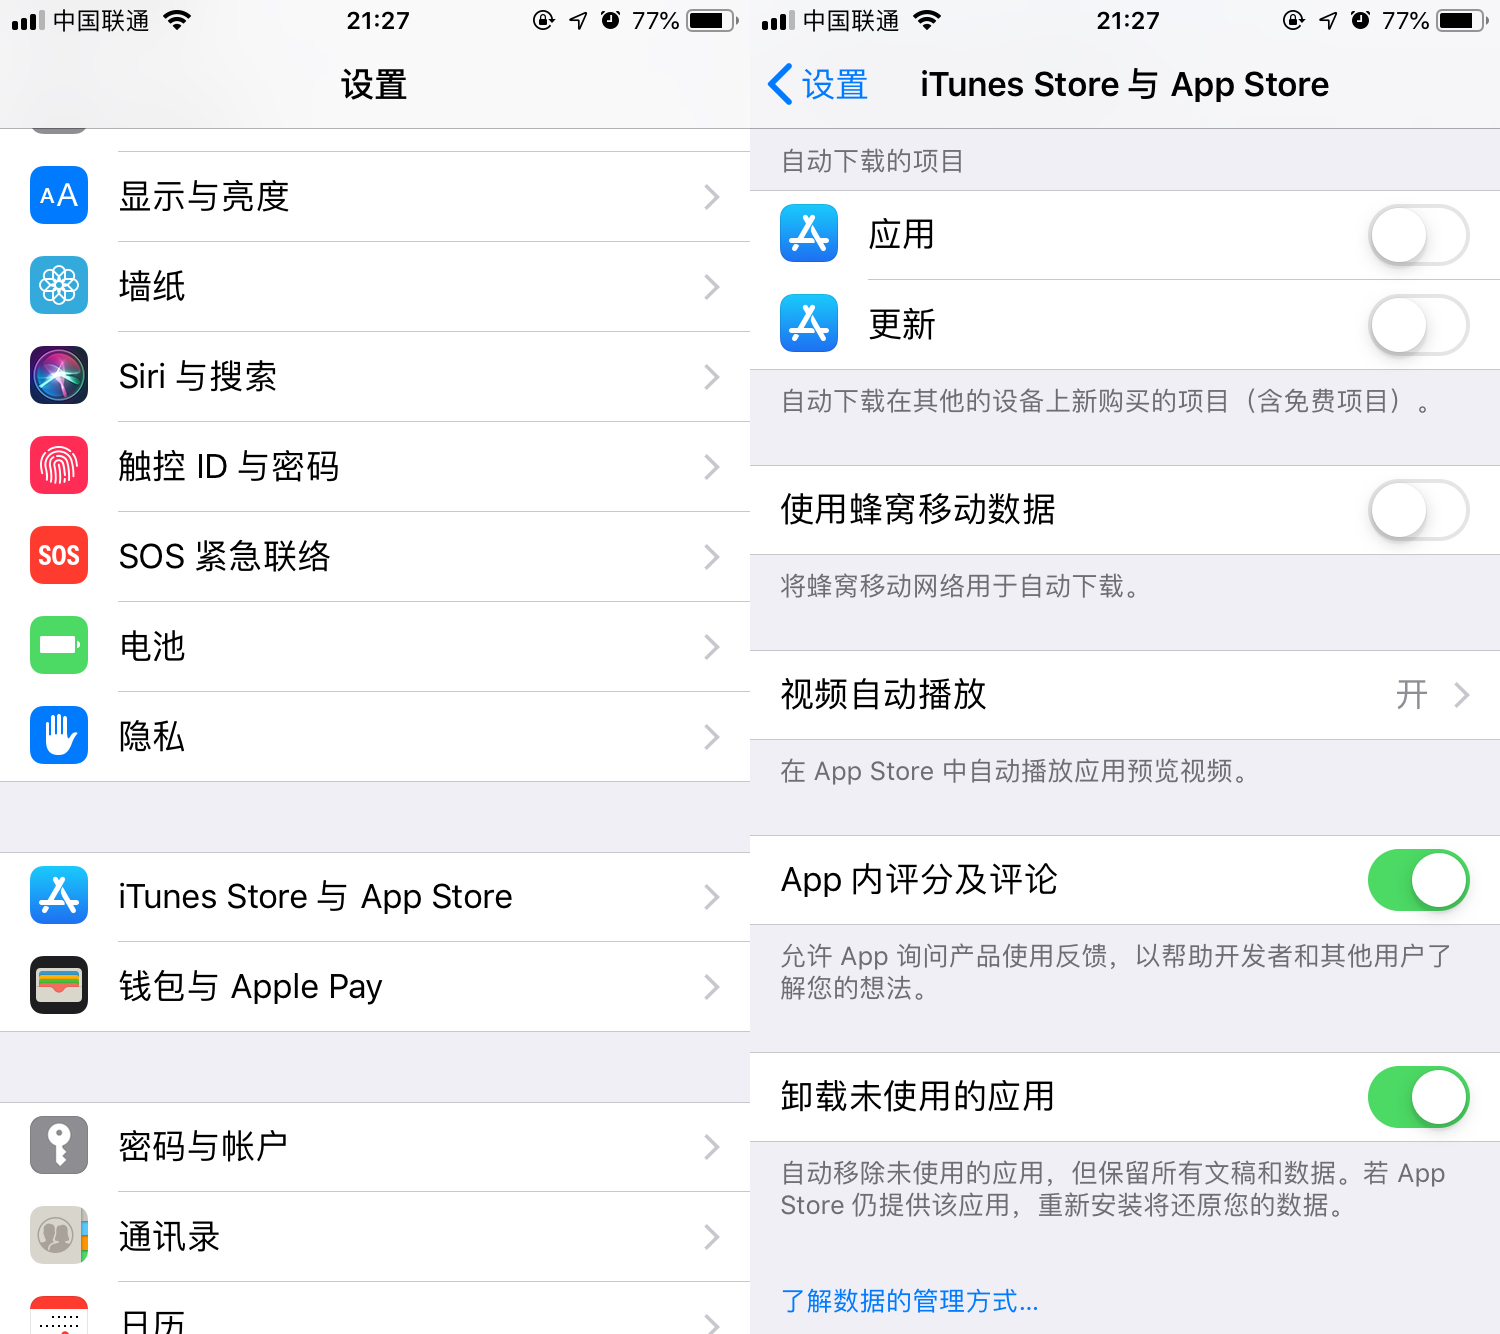 中国联通
21:27
77%
设置
AA
显示与亮度
墙纸
Siri 与搜索
触控 ID 与密码
SOS
SOS 紧急联络
电池
隐私
iTunes Store 与 App Store
钱包与 Apple Pay
密码与帐户
通讯录
日历
中国联通
21:27
77%
设置
iTunes Store 与 App Store
自动下载的项目
应用
更新
自动下载在其他的设备上新购买的项目（含免费项目）。
使用蜂窝移动数据
将蜂窝移动网络用于自动下载。
视频自动播放
开
在 App Store 中自动播放应用预览视频。
App 内评分及评论
允许 App 询问产品使用反馈，以帮助开发者和其他用户了
解您的想法。
卸载未使用的应用
自动移除未使用的应用，但保留所有文稿和数据。若 App
Store 仍提供该应用，重新安装将还原您的数据。
了解数据的管理方式...